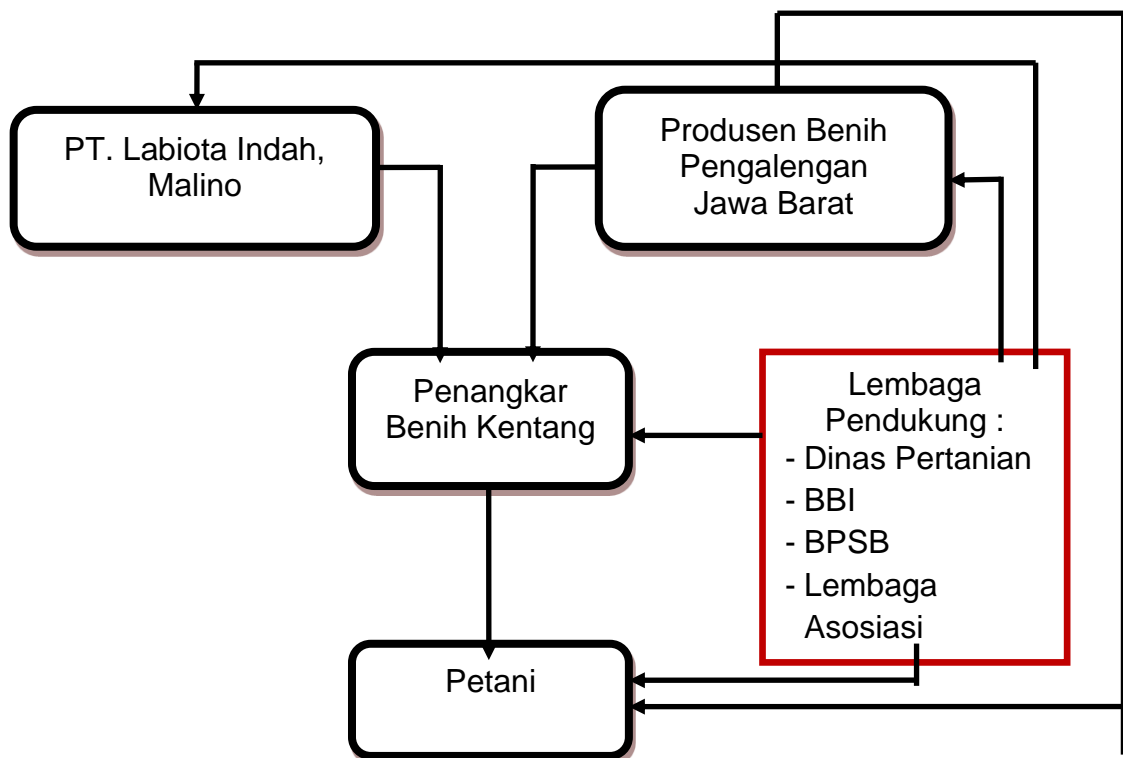 PT. Labiota Indah,
Malino
Produsen Benih
Pengalengan
Jawa Barat
Penangkar
Benih Kentang
Lembaga
Pendukung :
- Dinas Pertanian
- BBI
- BPSB
- Lembaga
Asosiasi
Petani